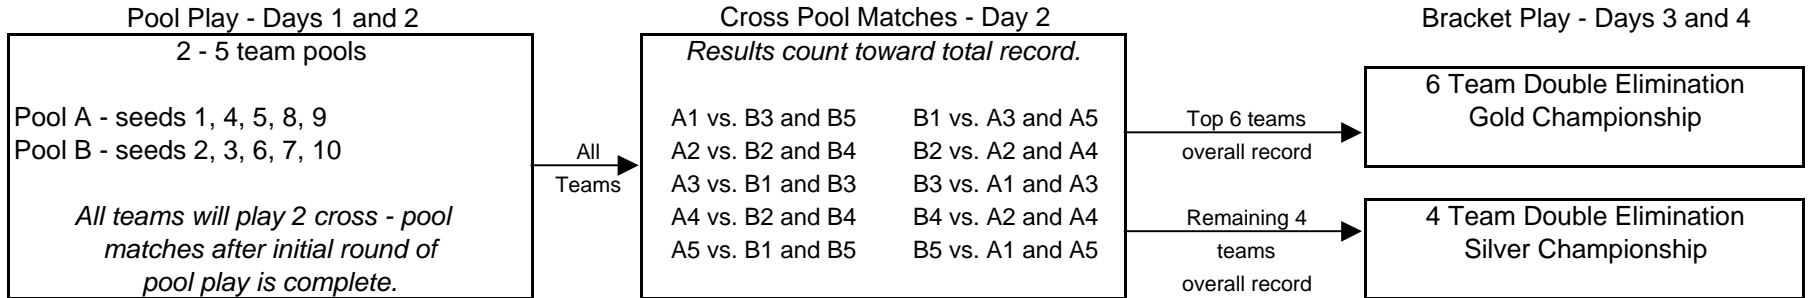 Pool Play - Days 1 and 2
2 - 5 team pools
Pool A - seeds 1, 4, 5, 8, 9
Pool B - seeds 2, 3, 6, 7, 10
All teams will play 2 cross - pool
matches after initial round of
pool play is complete.
All
Teams
Cross Pool Matches - Day 2
Results count toward total record.
A1 vs. B3 and B5 B1 vs. A3 and A5
A2 vs. B2 and B4 B2 vs. A2 and A4
A3 vs. B1 and B3 B3 vs. A1 and A3
A4 vs. B2 and B4 B4 vs. A2 and A4
A5 vs. B1 and B5 B5 vs. A1 and A5
Top 6 teams
overall record
Remaining 4
teams
overall record
Bracket Play - Days 3 and 4
6 Team Double Elimination
Gold Championship
4 Team Double Elimination
Silver Championship